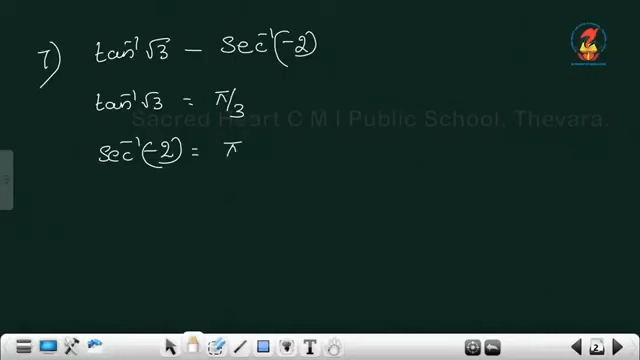 7) tan⁻¹ √3 − sec⁻¹(−2)
tan⁻¹ √3 = π/3
Sacred Heart C M I Public School, Thevara.
sec⁻¹(−2) = π
T
2